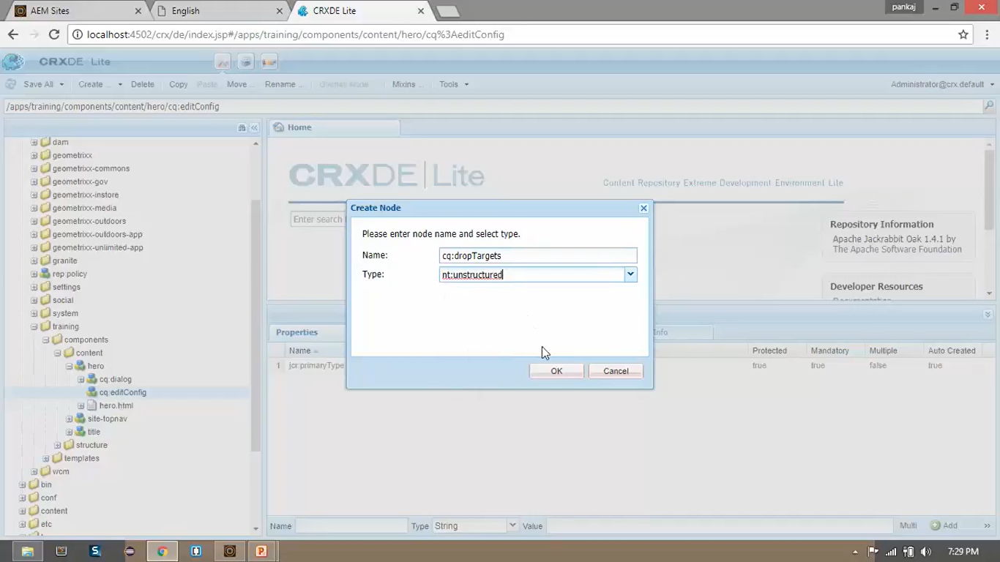 AEM Sites
English
CRXDE Lite
pankaj
localhost:4502/crx/de/index.jsp#/apps/training/components/content/hero/cq%3AeditConfig
CRXDE Lite
Save All
Create ...
Delete
Copy
Paste
Move ...
Rename ...
Mixins ...
Tools
Administrator@crx.default
/apps/training/components/content/hero/cq:editConfig
dam
geometrixx
geometrixx-commons
geometrixx-gov
geometrixx-instore
geometrixx-media
geometrixx-outdoors
geometrixx-outdoors-app
geometrixx-unlimited-app
granite
rep:policy
settings
social
system
training
components
content
hero
cq:dialog
cq:editConfig
hero.html
site-topnav
title
structure
templates
wcm
bin
conf
content
etc
Home
CRXDE | Lite
Content Repository Extreme Development Environment Lite
Enter search
Repository Information
Apache Jackrabbit Oak 1.4.1 by
The Apache Software Foundation
Developer Resources
Documentation
Create Node
Please enter node name and select type.
Name:
cq:dropTargets
Type:
nt:unstructured
OK
Cancel
Properties
Info
Name
Protected
Mandatory
Multiple
Auto Created
1 jcr:primaryType
true
true
false
true
Name
Type
String
Value
Multi
Add
7:29 PM